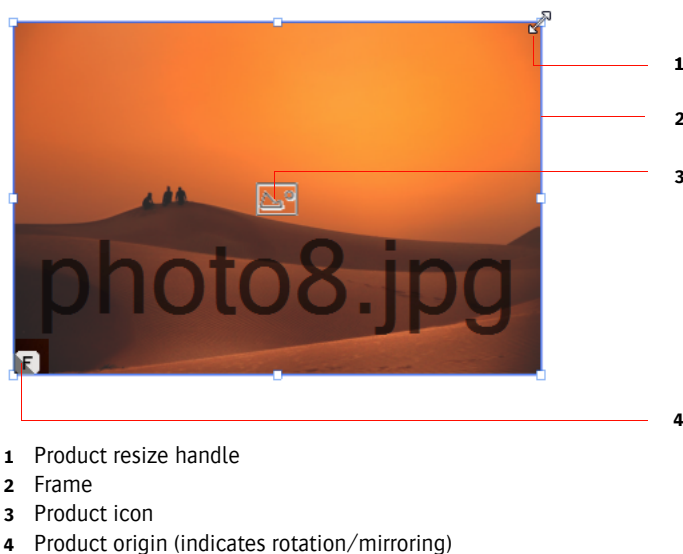 1
2
3
photo8.jpg
F
4
1 Product resize handle
2 Frame
3 Product icon
4 Product origin (indicates rotation/mirroring)